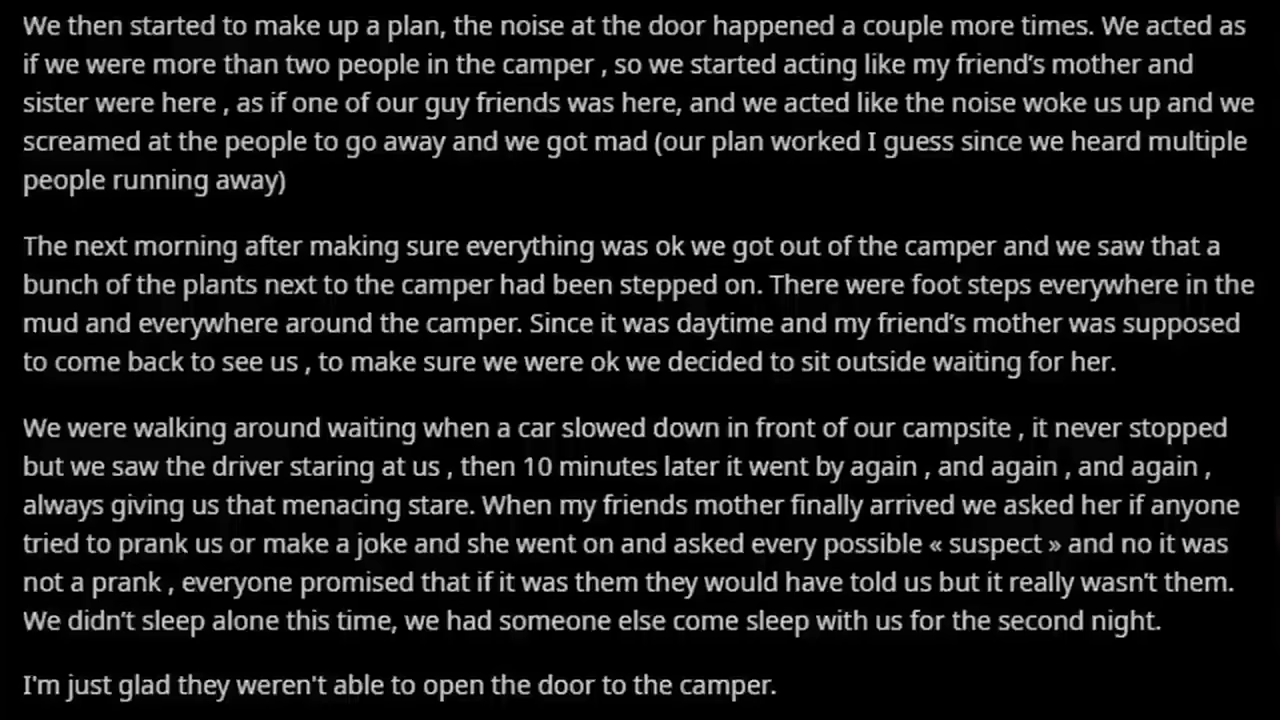 We then started to make up a plan, the noise at the door happened a couple more times. We acted as
if we were more than two people in the camper , so we started acting like my friend’s mother and
sister were here , as if one of our guy friends was here, and we acted like the noise woke us up and we
screamed at the people to go away and we got mad (our plan worked I guess since we heard multiple
people running away)
The next morning after making sure everything was ok we got out of the camper and we saw that a
bunch of the plants next to the camper had been stepped on. There were foot steps everywhere in the
mud and everywhere around the camper. Since it was daytime and my friend’s mother was supposed
to come back to see us , to make sure we were ok we decided to sit outside waiting for her.
We were walking around waiting when a car slowed down in front of our campsite , it never stopped
but we saw the driver staring at us , then 10 minutes later it went by again , and again , and again ,
always giving us that menacing stare. When my friends mother finally arrived we asked her if anyone
tried to prank us or make a joke and she went on and asked every possible « suspect » and no it was
not a prank , everyone promised that if it was them they would have told us but it really wasn’t them.
We didn’t sleep alone this time, we had someone else come sleep with us for the second night.
I'm just glad they weren't able to open the door to the camper.